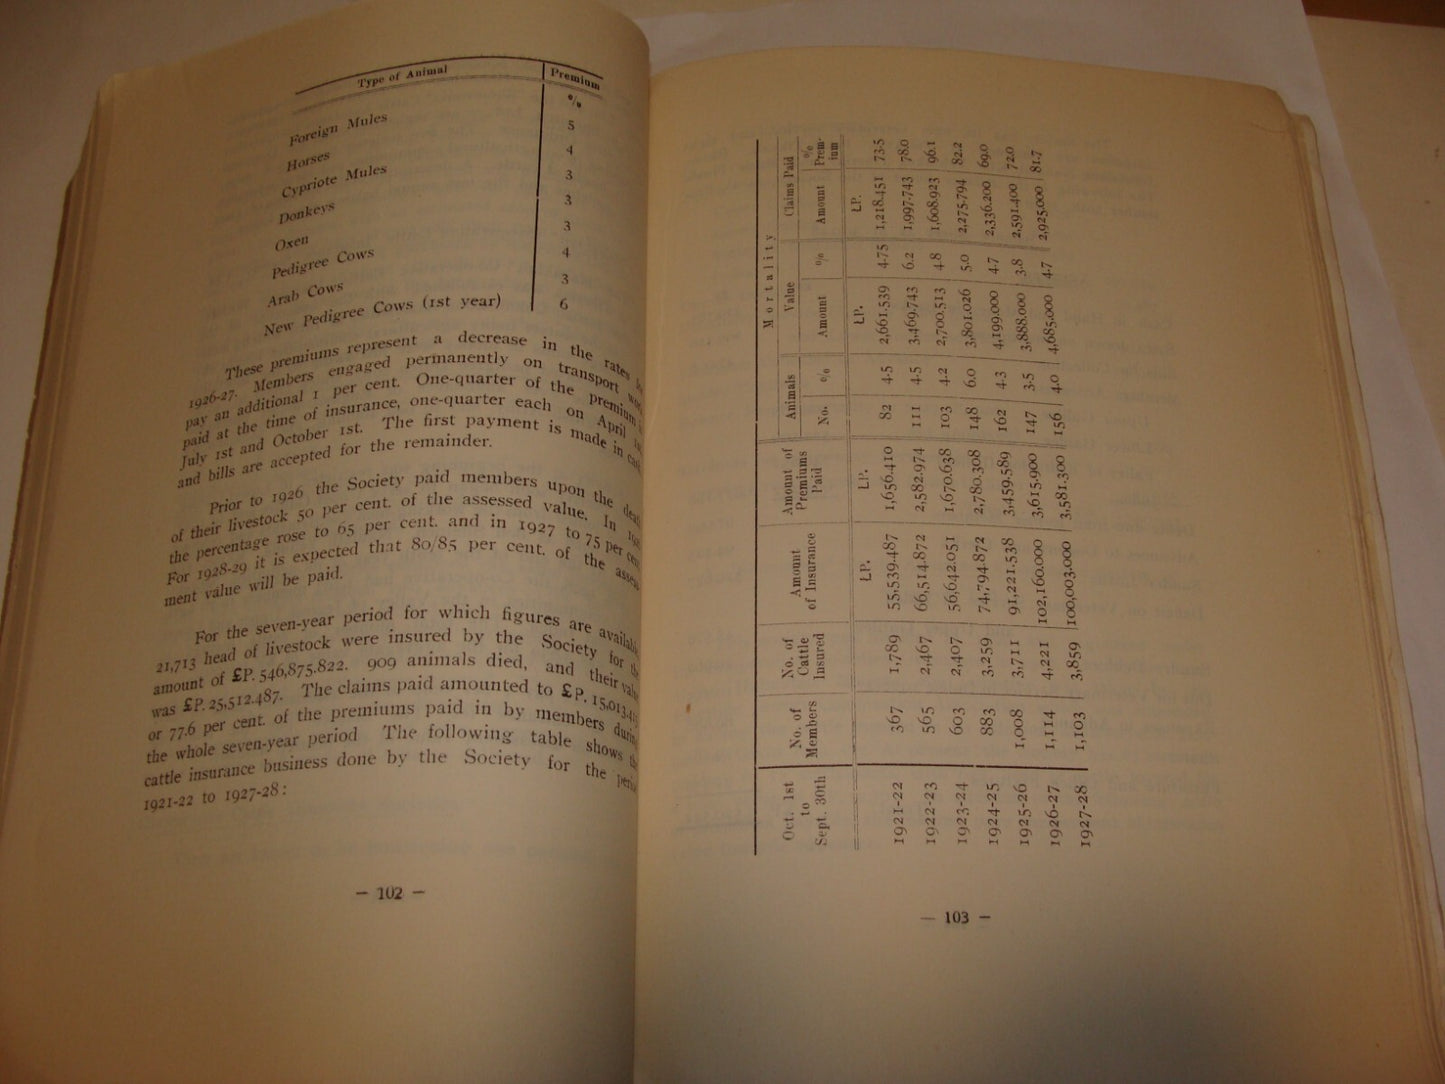 Type of Animal Premium
%
Foreign Mules 5
Horses 4
Cypriote Mules 3
Donkeys 3
Oxen 3
Pedigree Cows 4
Arab Cows 3
New Pedigree Cows (1st year) 6
These premiums represent a decrease in the rates
1926-27. Members engaged permanently on transport
pay an additional 1 per cent. One-quarter of the premium
paid at the time of insurance, one-quarter each on April
July 1st and October 1st. The first payment is made in
and bills are accepted for the remainder.
Prior to 1926 the Society paid members upon the
of their livestock 50 per cent. of the assessed value. In
the percentage rose to 65 per cent. and in 1927 to 75 per
For 1928-29 it is expected that 80/85 per cent. of the assess
ment value will be paid.
For the seven-year period for which figures are
21,713 head of livestock were insured by the Society for
amount of £P. 546,875.822. 909 animals died, and their
was £P. 25,512.487. The claims paid amounted to £P.
or 77.6 per cent. of the premiums paid in by members
the whole seven-year period The following table shows
cattle insurance business done by the Society for the
1921-22 to 1927-28:
— 102 —
Mortality
Oct. 1st to Sept. 30th No. of Members No. of Cattle Insured Amount of Insurance Amount of Premiums Paid Animals Value Claims Paid
No. % Amount % Amount % Prem-ium
LP. LP. LP. LP.
1921-22 367 1,789 55,539.487 1,656.410 82 4.5 2,661.539 4.75 1,218.451 73.5
1922-23 565 2,467 66,514.872 2,582.974 111 4.5 3,469.743 6.2 1,997.743 78.0
1923-24 603 2,407 56,642.051 1,670.638 103 4.2 2,700.513 4.8 1,608.923 96.1
1924-25 883 3,259 74,794.872 2,780.308 148 6.0 3,801.026 5.0 2,275.794 82.2
1925-26 1,008 3,711 91,221.538 3,459.589 162 4.3 4,199.000 4.7 2,336.200 69.0
1926-27 1,114 4,221 102,160.000 3,615.900 147 3.5 3,888.000 3.8 2,591.400 72.0
1927-28 1,103 3,859 100,003.000 3,581.300 156 4.0 4,685.000 4.7 2,925.000 81.7
— 103 —